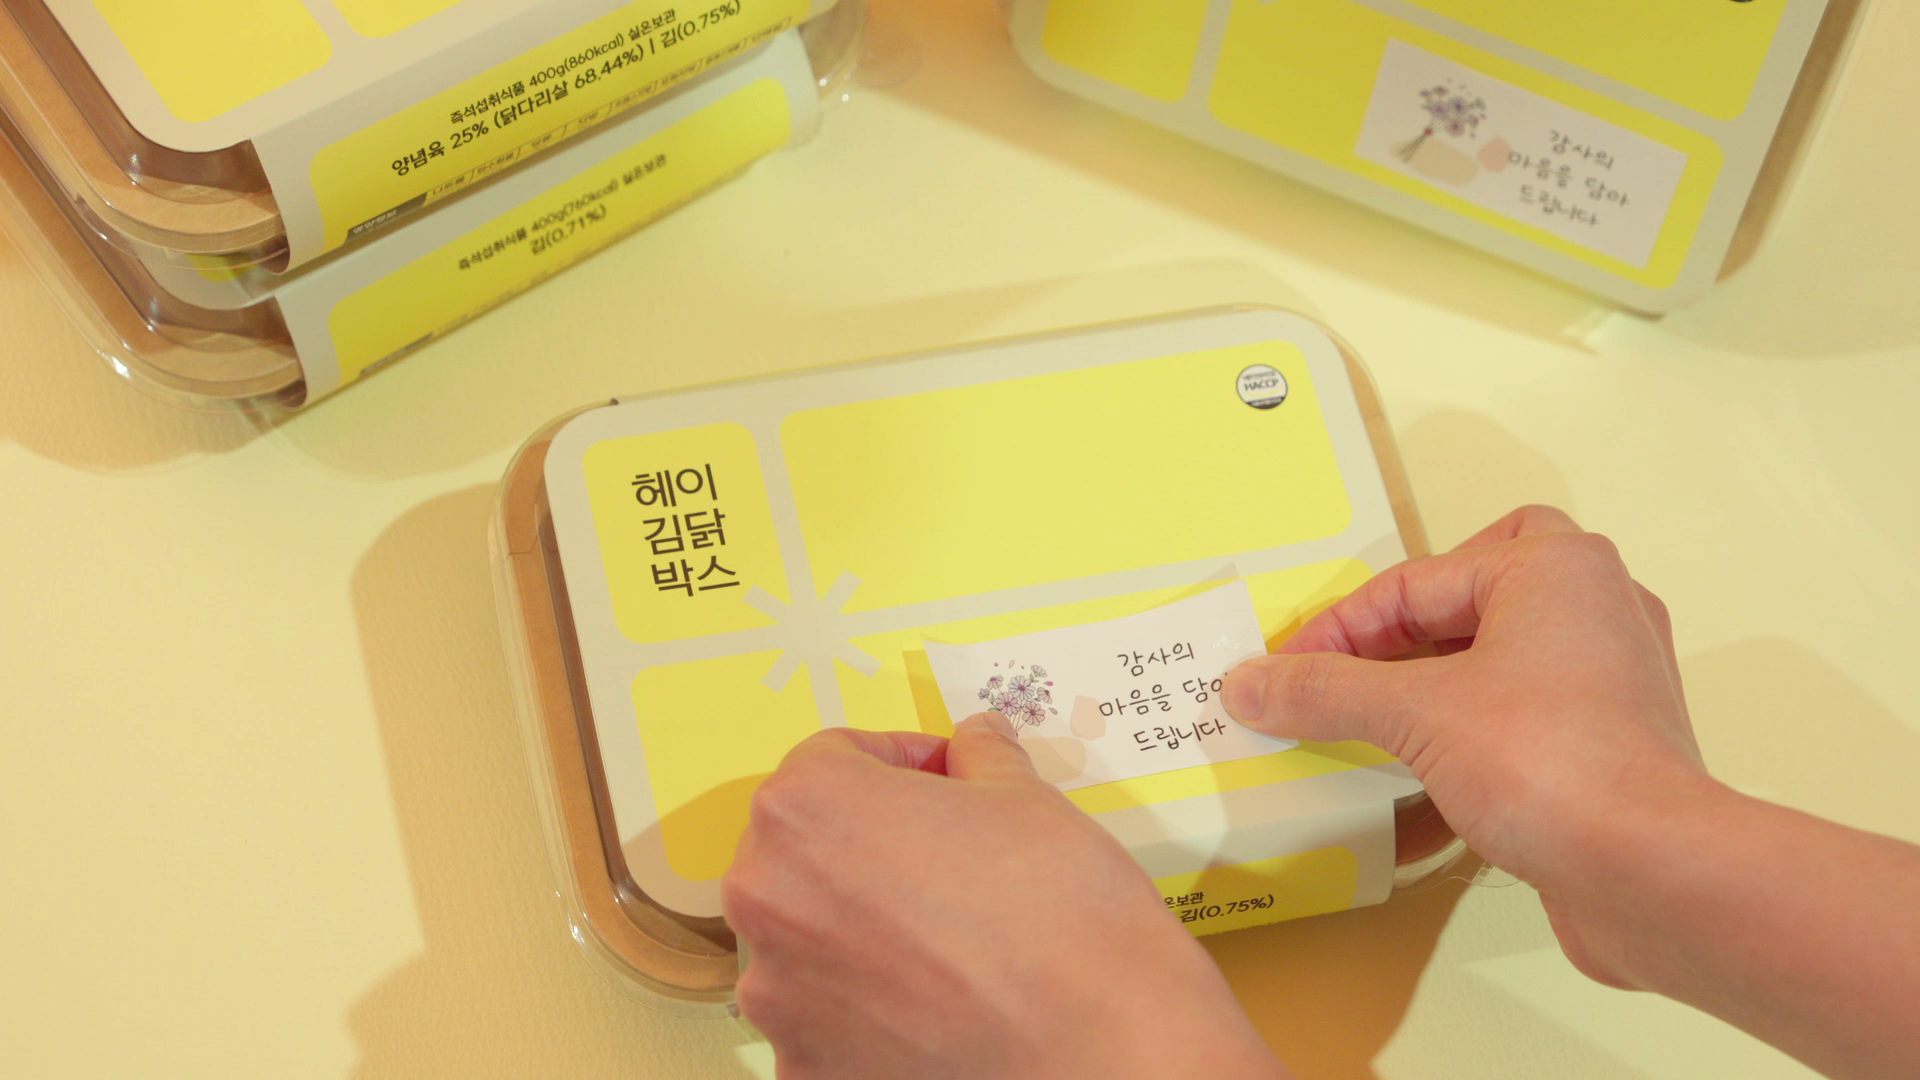 즉석섭취식품 400g(860kcal) 실온보관
양념육 25% (닭다리살 68.44%) | 김(0.75%)
영양정보
즉석섭취식품 400g(760kcal) 실온보관
김(0.71%)
감사의
마음을 담아
드립니다
HACCP
헤이
김닭
박스
감사의
마음을 담아
드립니다
온보관
김(0.75%)